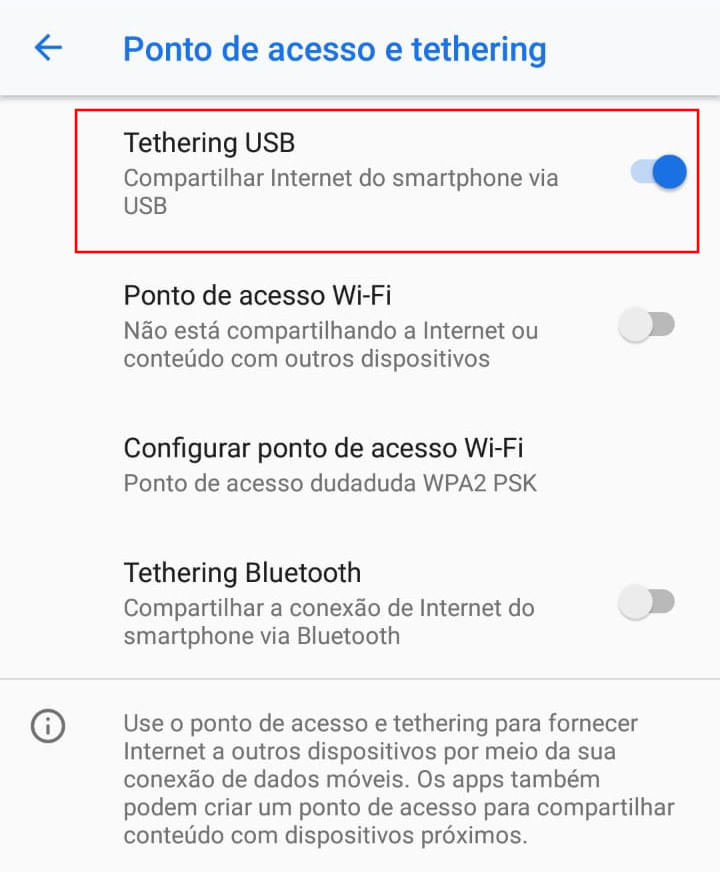 Ponto de acesso e tethering
Tethering USB
Compartilhar Internet do smartphone via
USB
Ponto de acesso Wi-Fi
Não está compartilhando a Internet ou
conteúdo com outros dispositivos
Configurar ponto de acesso Wi-Fi
Ponto de acesso dudaduda WPA2 PSK
Tethering Bluetooth
Compartilhar a conexão de Internet do
smartphone via Bluetooth
Use o ponto de acesso e tethering para fornecer
Internet a outros dispositivos por meio da sua
conexão de dados móveis. Os apps também
podem criar um ponto de acesso para compartilhar
conteúdo com dispositivos próximos.